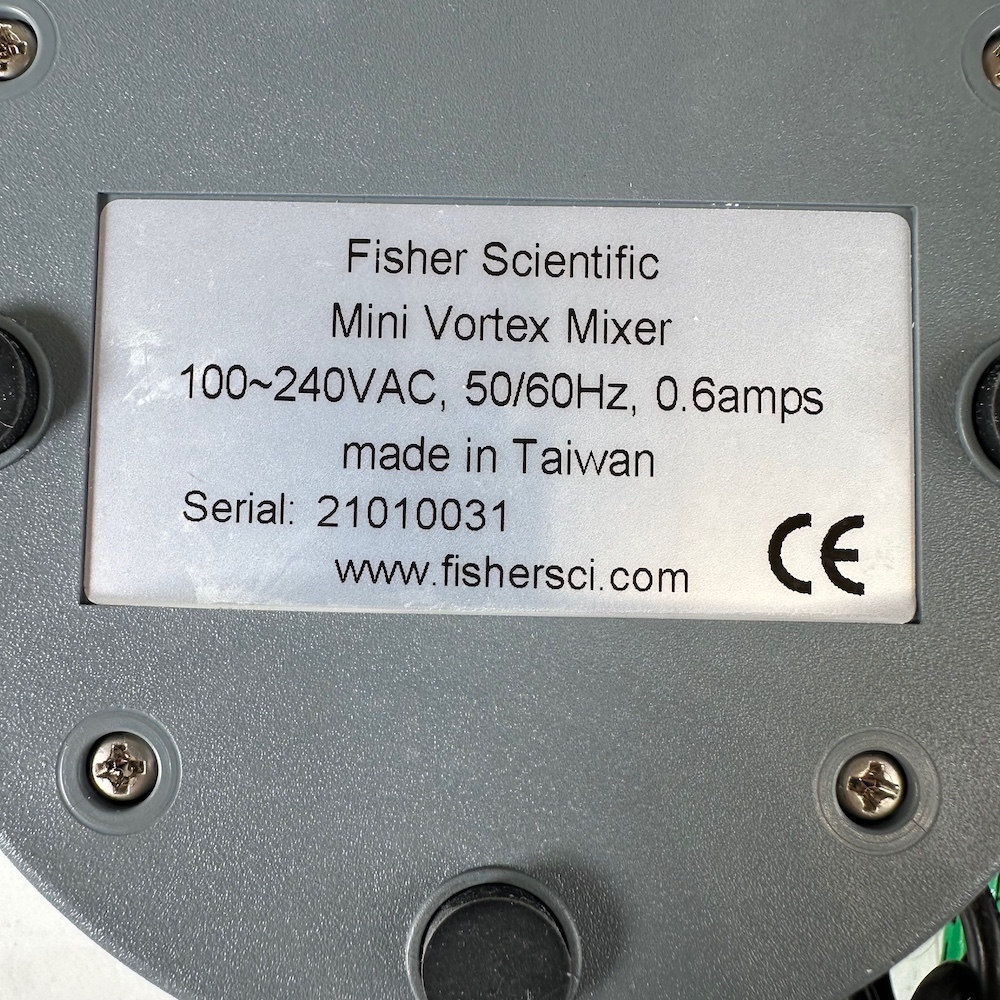 Fisher Scientific
Mini Vortex Mixer
100~240VAC, 50/60Hz, 0.6amps
made in Taiwan
Serial: 21010031
www.fishersci.com
CE